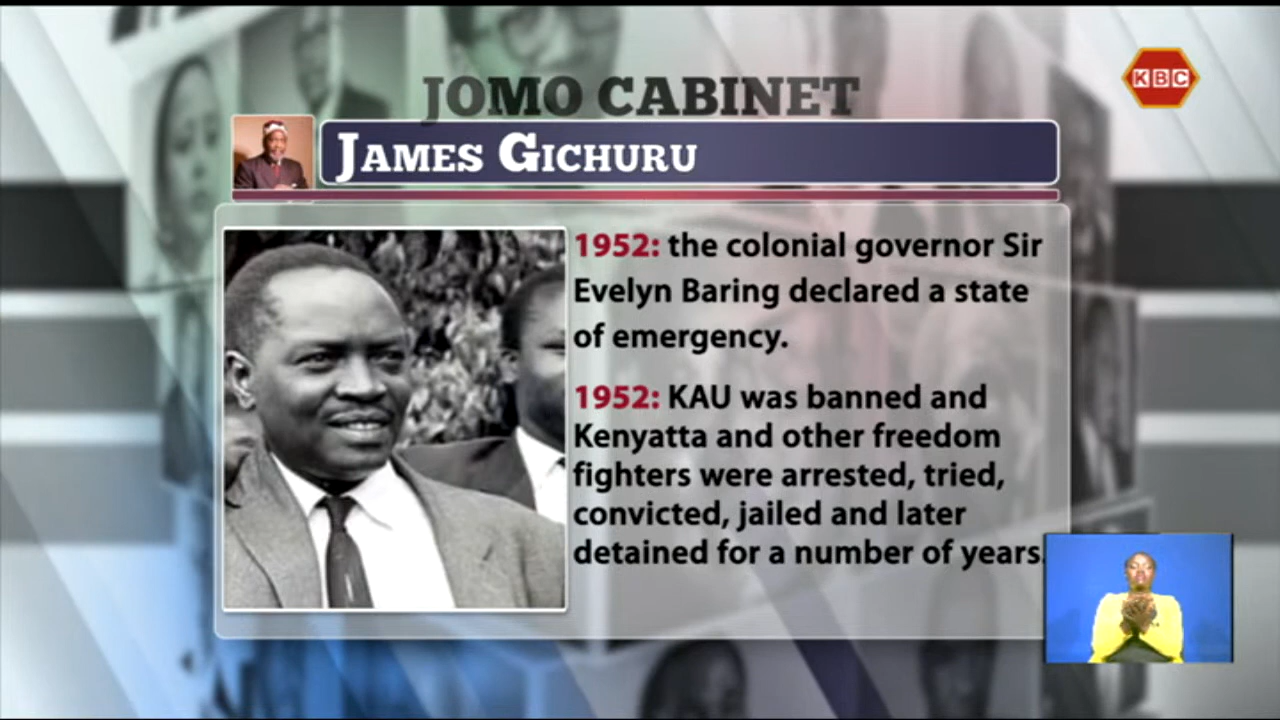 JOMO CABINET
KBC
JAMES GICHURU
1952: the colonial governor Sir
Evelyn Baring declared a state
of emergency.
1952: KAU was banned and
Kenyatta and other freedom
fighters were arrested, tried,
convicted, jailed and later
detained for a number of years.